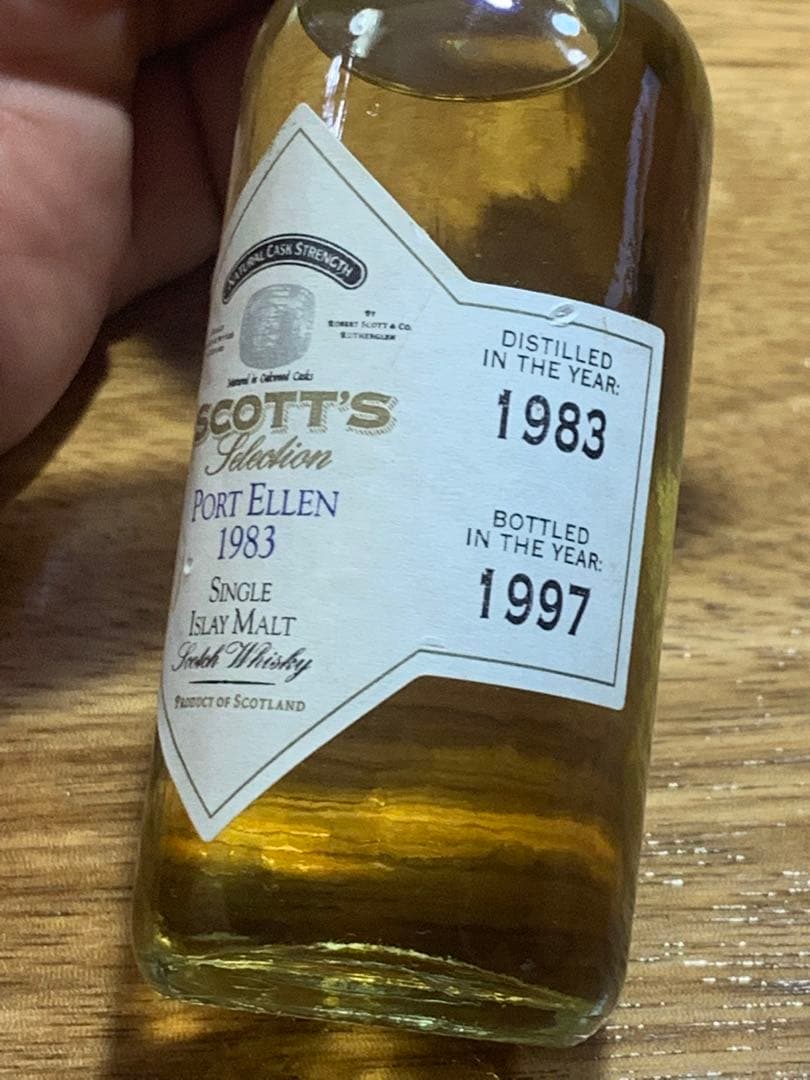 NATURAL CASK STRENGTH
BY
ROBERT SCOTT & CO.
RUTHERGLEN
Matured in Oakwood Casks
SCOTT'S
Selection
PORT ELLEN
1983
SINGLE
ISLAY MALT
Scotch Whisky
PRODUCT OF SCOTLAND
DISTILLED
IN THE YEAR:
1983
BOTTLED
IN THE YEAR:
1997